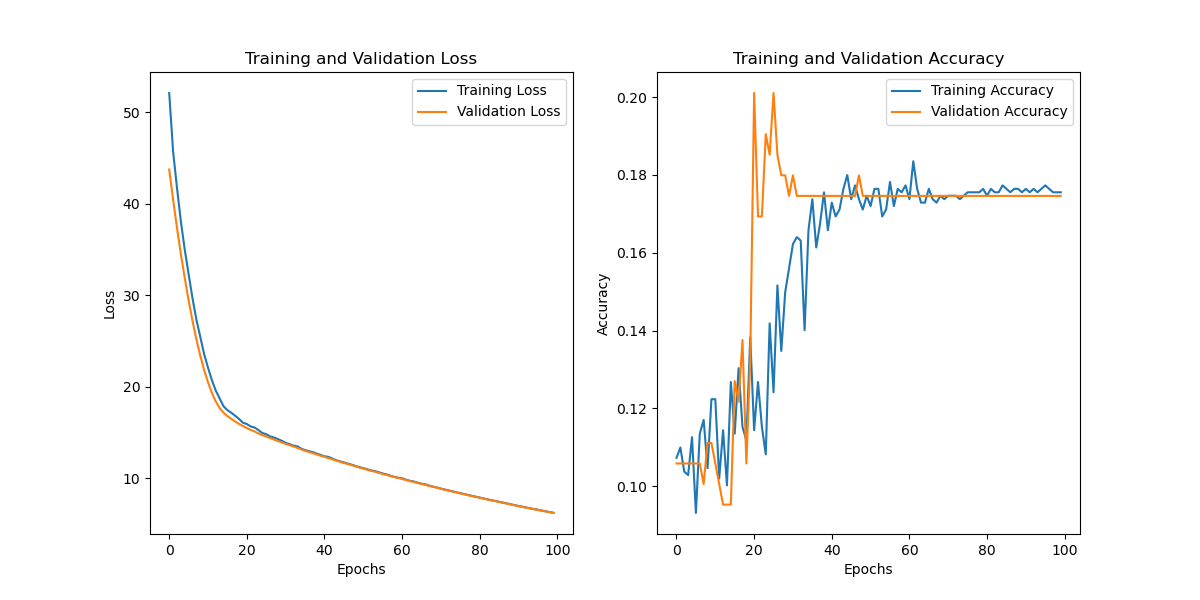 Training and Validation Loss
Training Loss
Validation Loss
50
40
30
20
10
Loss
0 20 40 60 80 100
Epochs
Training and Validation Accuracy
Training Accuracy
Validation Accuracy
0.20
0.18
0.16
0.14
0.12
0.10
Accuracy
0 20 40 60 80 100
Epochs